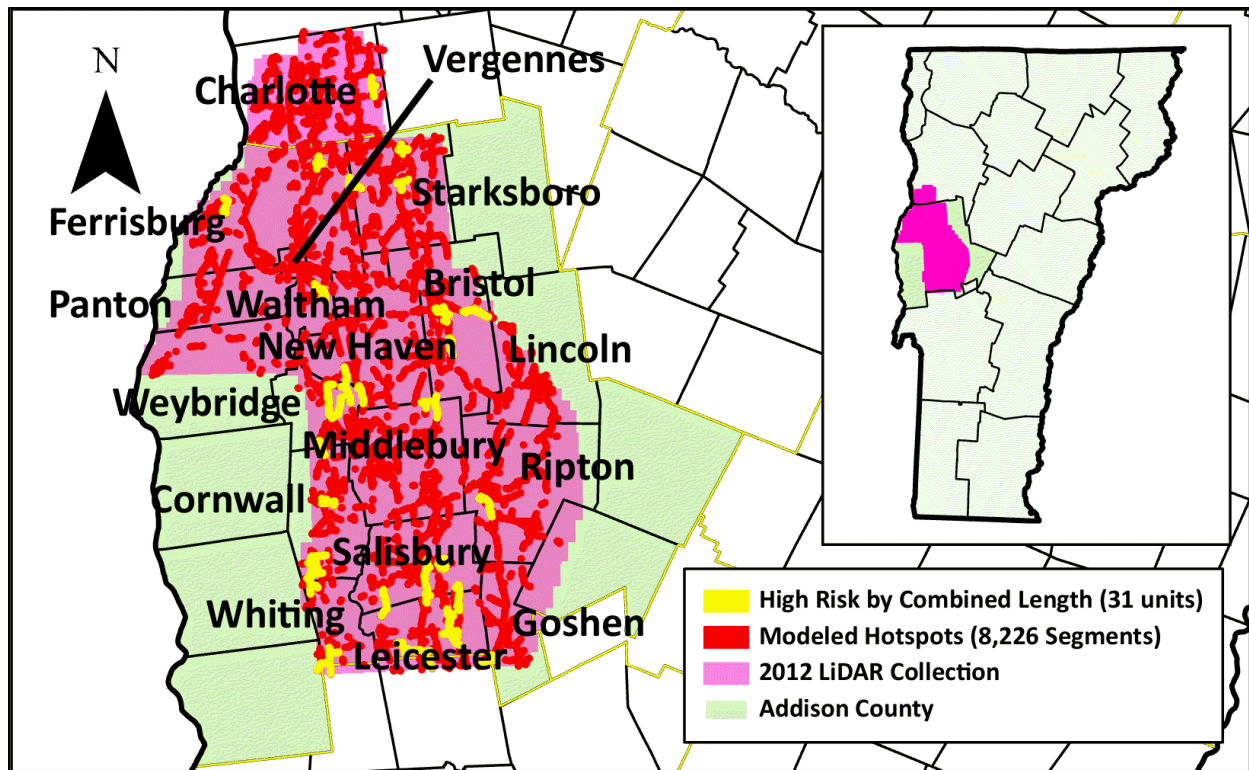 N
Vergennes
Charlotte
Starksboro
Ferrisburg
Bristol
Panton
Waltham
New Haven
Lincoln
Weybridge
Middlebury
Ripton
Cornwall
Salisbury
Whiting
Goshen
Leicester
High Risk by Combined Length (31 units)
Modeled Hotspots (8,226 Segments)
2012 LiDAR Collection
Addison County